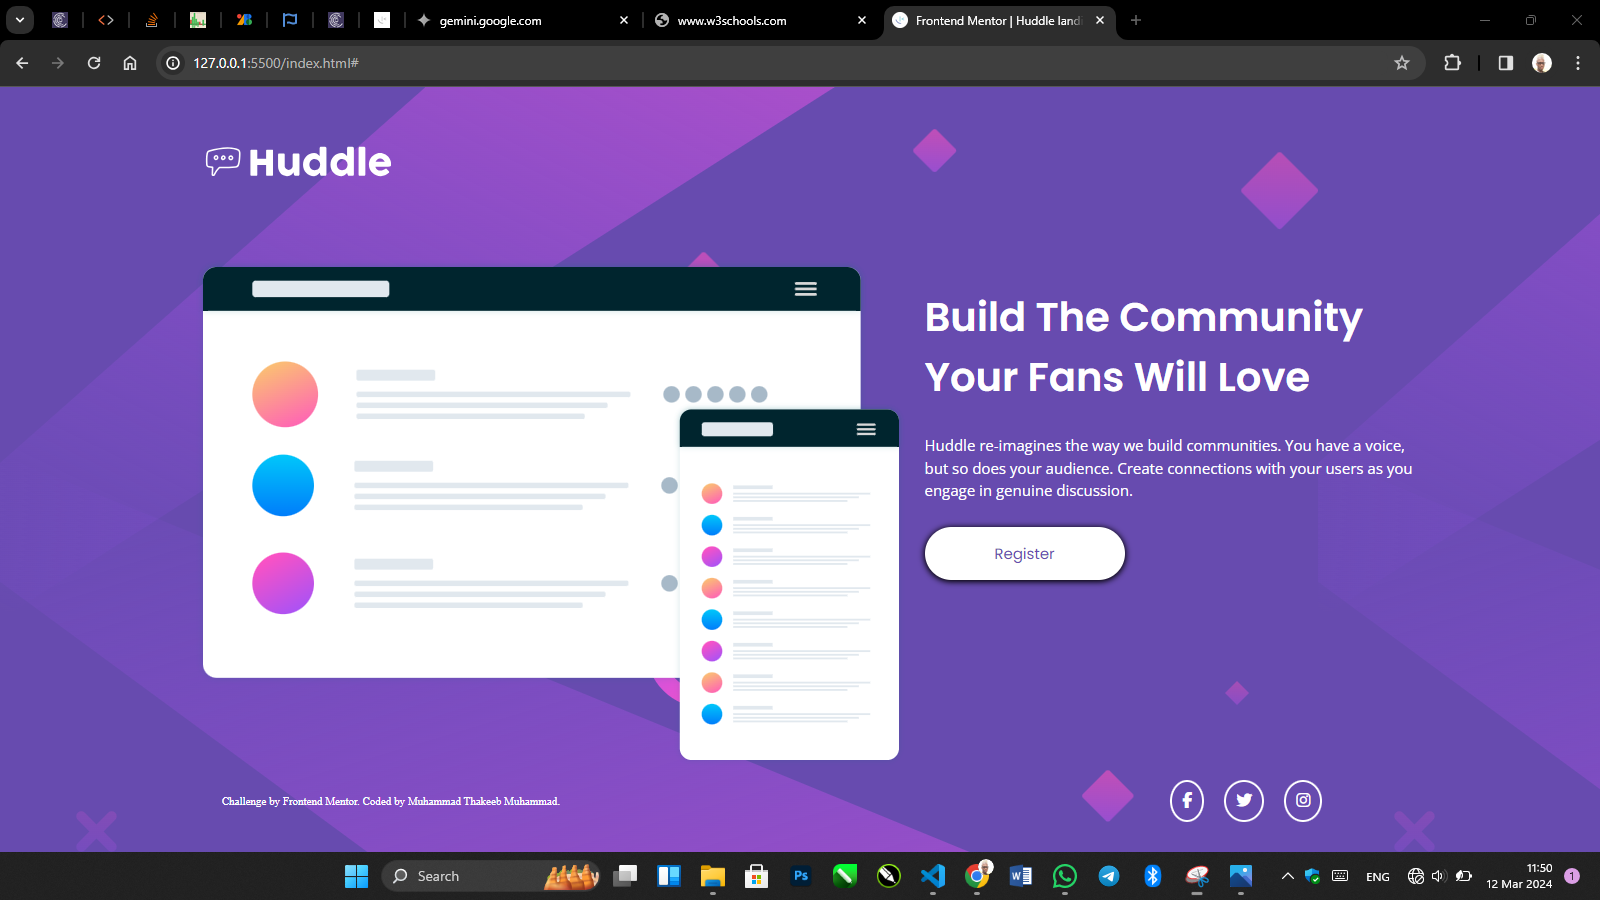 gemini.google.com
www.w3schools.com
Frontend Mentor | Huddle landi
127.0.0.1:5500/index.html#
Huddle
Build The Community
Your Fans Will Love
Huddle re-imagines the way we build communities. You have a voice,
but so does your audience. Create connections with your users as you
engage in genuine discussion.
Register
Challenge by Frontend Mentor. Coded by Muhammad Thakeeb Muhammad.
Search
Ps
W
ENG
11:50
12 Mar 2024
1